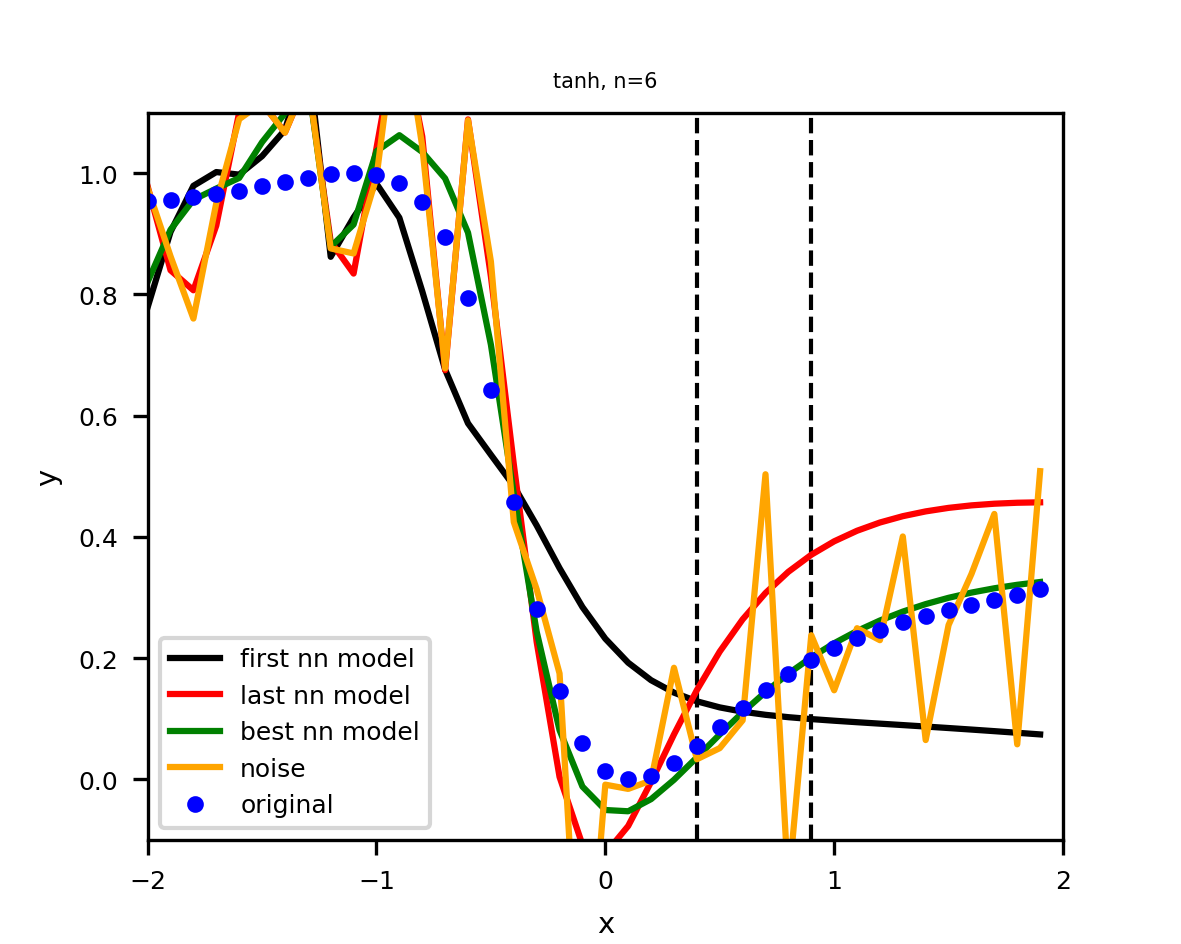 tanh, n=6
y
1.0
0.8
0.6
0.4
0.2
0.0
first nn model
last nn model
best nn model
noise
original
−2
−1
0
1
2
x